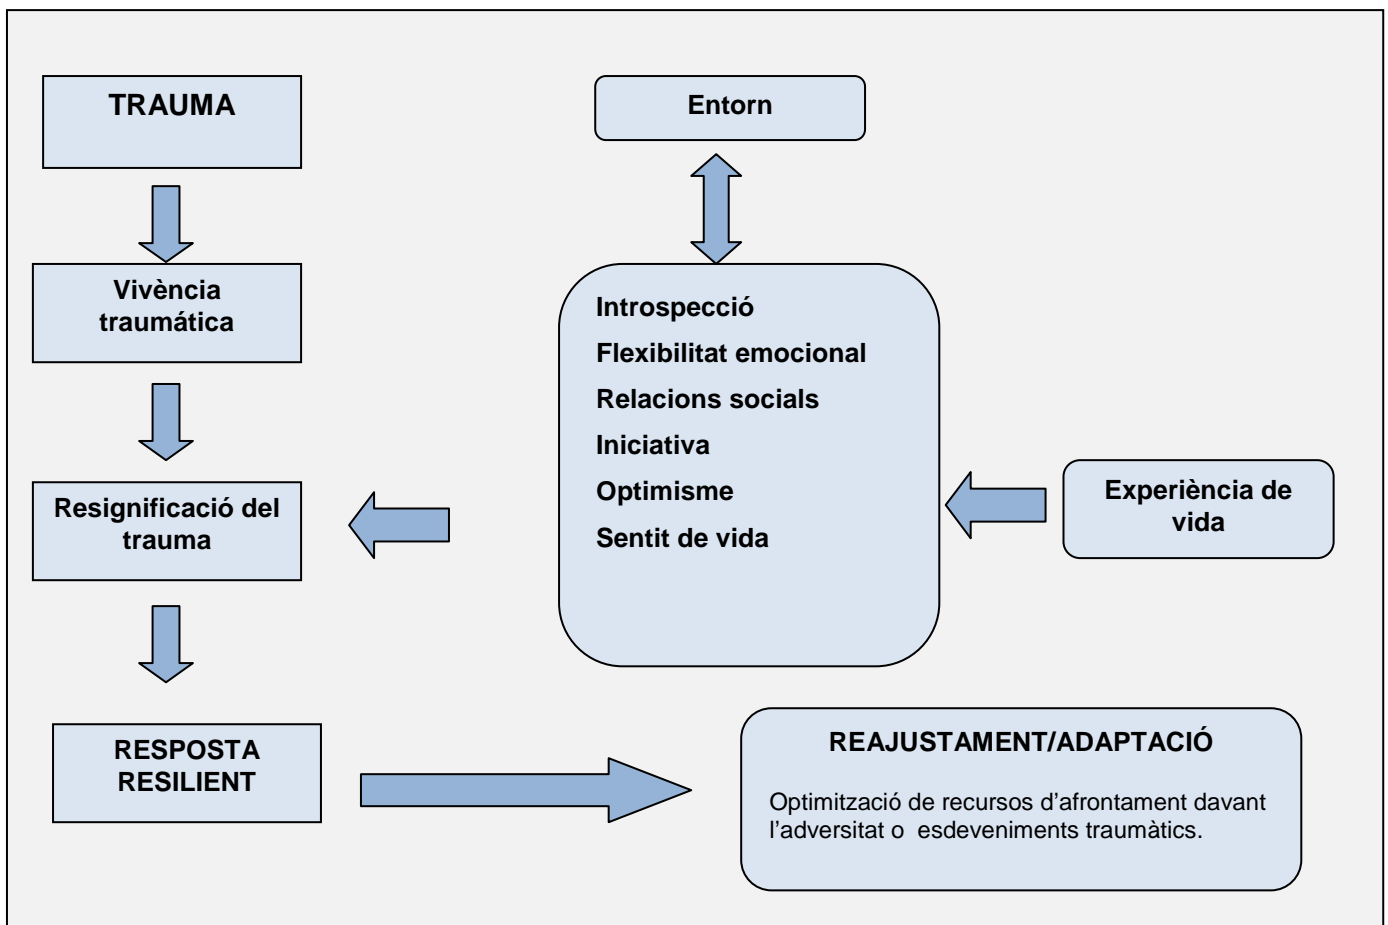 TRAUMA
Entorn
Vivència
traumática
Introspecció
Flexibilitat emocional
Relacions socials
Iniciativa
Optimisme
Sentit de vida
Experiència de
vida
Resignificació del
trauma
RESPOSTA
RESILIENT
REAJUSTAMENT/ADAPTACIÓ
Optimització de recursos d’afrontament davant
l’adversitat o  esdeveniments traumàtics.